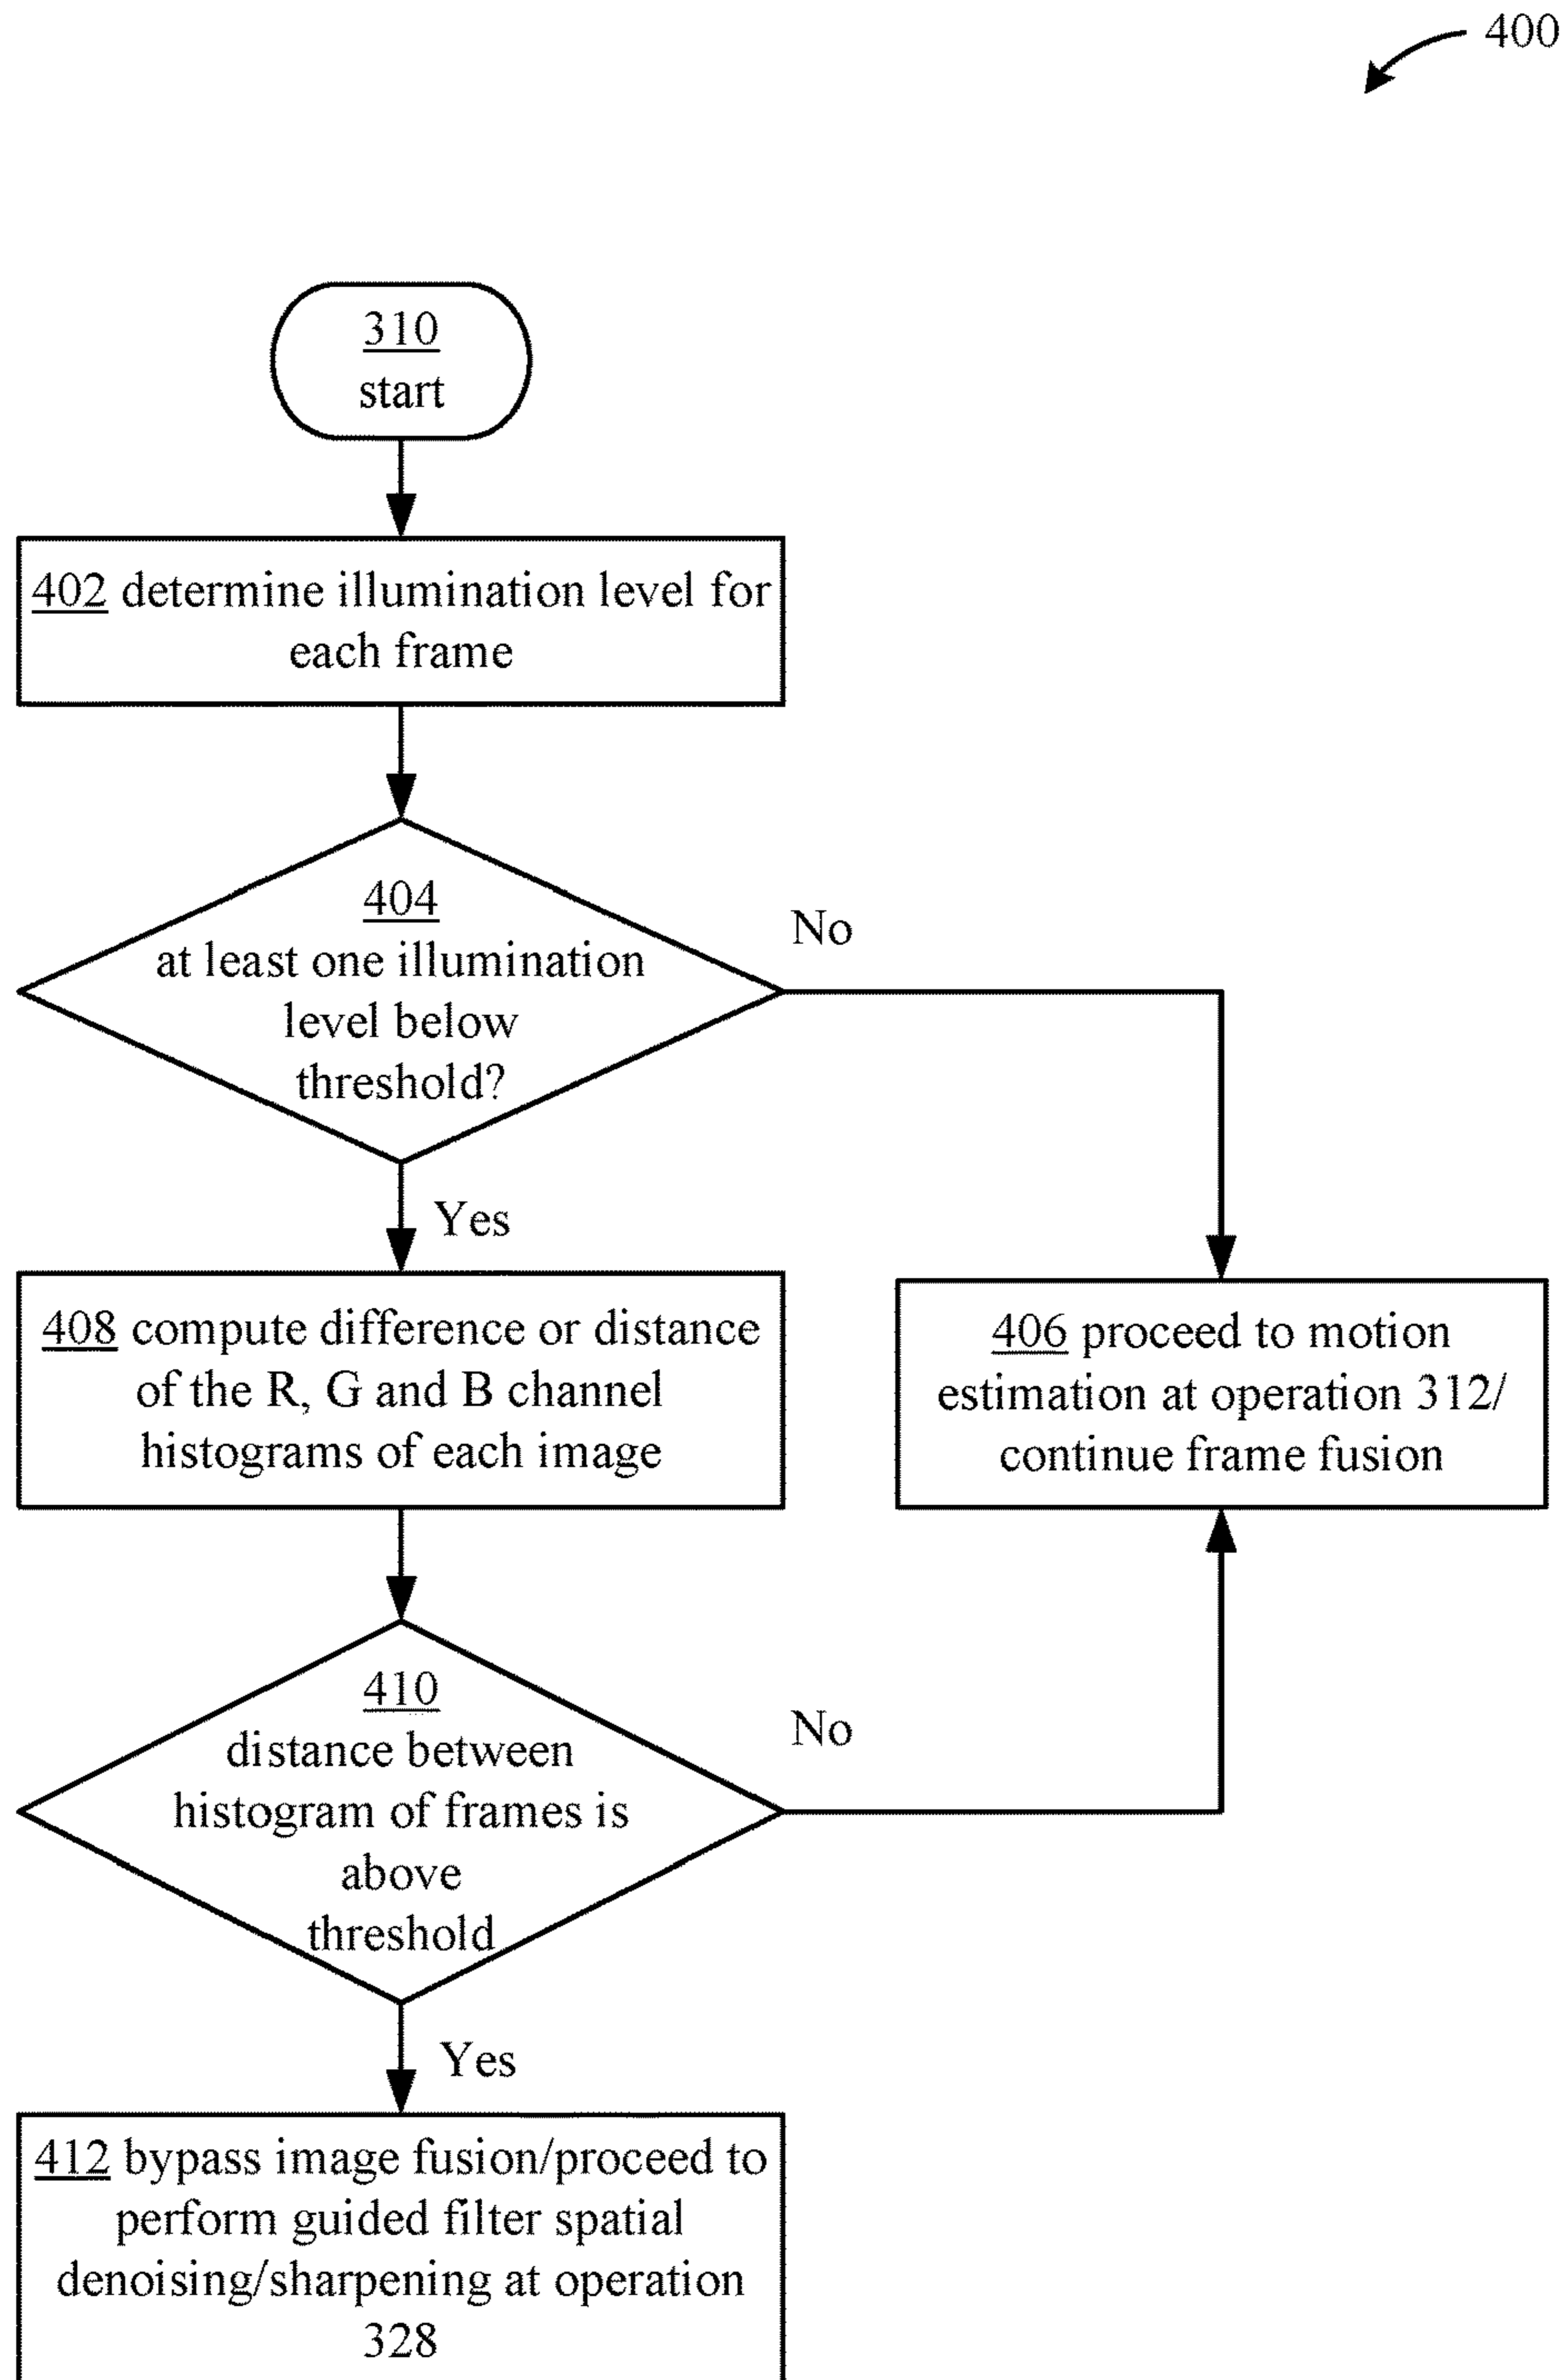 400
310
start
402 determine illumination level for
each frame
404
at least one illumination
level below
threshold?
No
Yes
408 compute difference or distance
of the R, G and B channel
histograms of each image
406 proceed to motion
estimation at operation 312/
continue frame fusion
410
distance between
histogram of frames is
above
threshold
No
Yes
412 bypass image fusion/proceed to
perform guided filter spatial
denoising/sharpening at operation
328